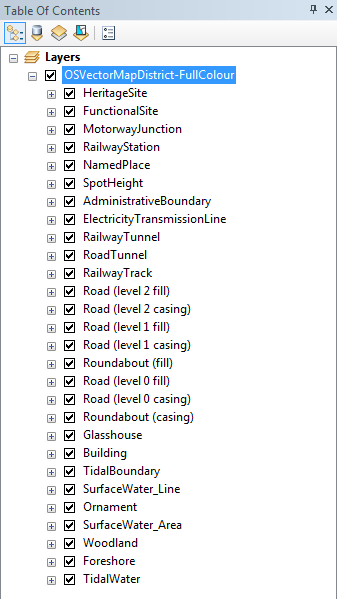 Table Of Contents
Layers
OSVectorMapDistrict-FullColour
HeritageSite
FunctionalSite
MotorwayJunction
RailwayStation
NamedPlace
SpotHeight
AdministrativeBoundary
ElectricityTransmissionLine
RailwayTunnel
RoadTunnel
RailwayTrack
Road (level 2 fill)
Road (level 2 casing)
Road (level 1 fill)
Road (level 1 casing)
Roundabout (fill)
Road (level 0 fill)
Road (level 0 casing)
Roundabout (casing)
Glasshouse
Building
TidalBoundary
SurfaceWater_Line
Ornament
SurfaceWater_Area
Woodland
Foreshore
TidalWater